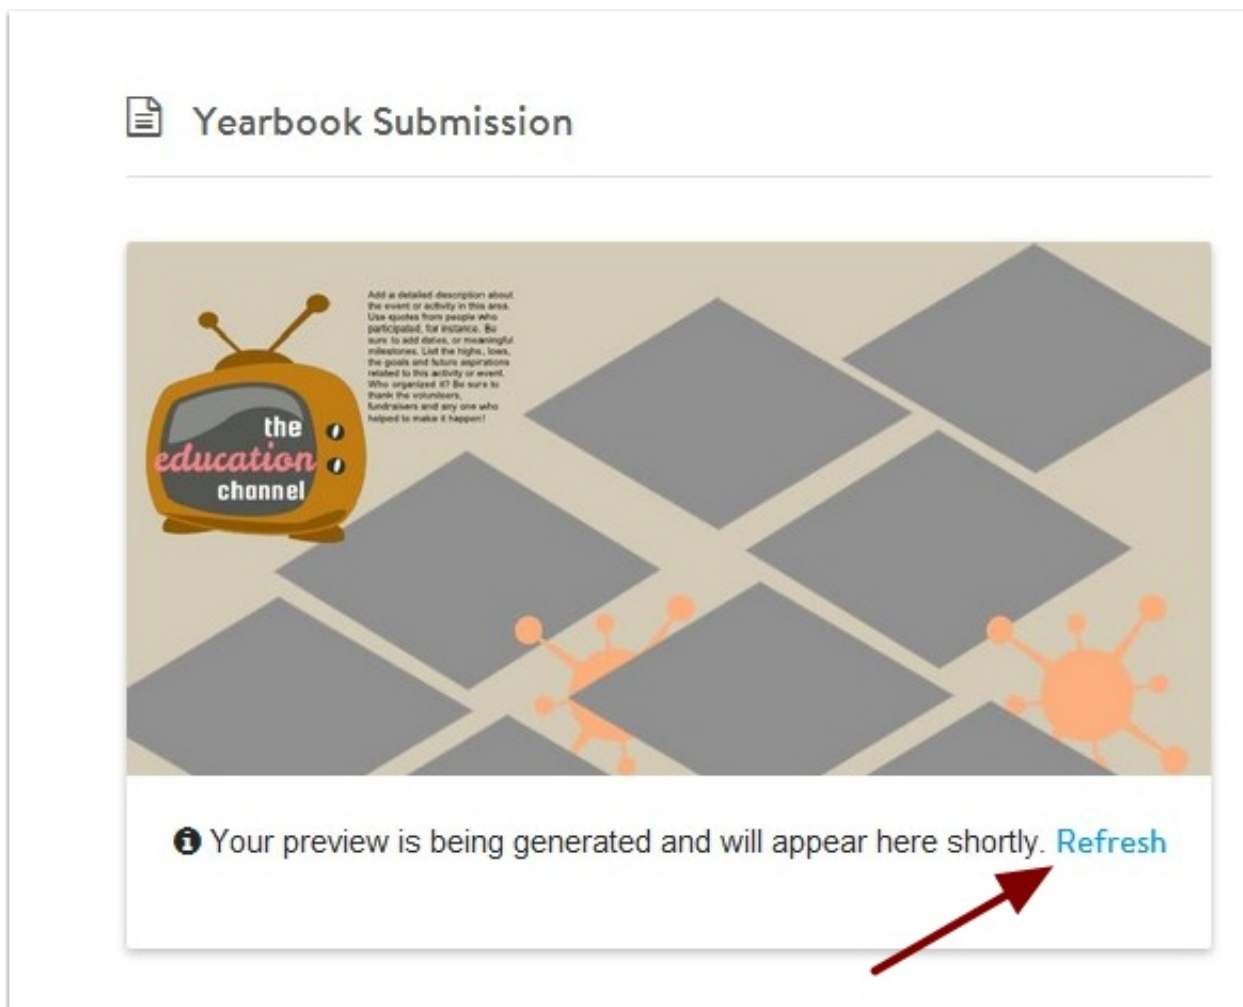 Yearbook Submission
Add a detailed description about
the event or activity in this area.
Use quotes from people who
participated, for instance. Be
sure to add dates, or meaningful
milestones. List the highs, lows,
the goals and future aspirations
related to this activity or event.
Who organized it? Be sure to
thank the volunteers,
fundraisers and any one who
helped to make it happen!
the
education
channel
Your preview is being generated and will appear here shortly. Refresh